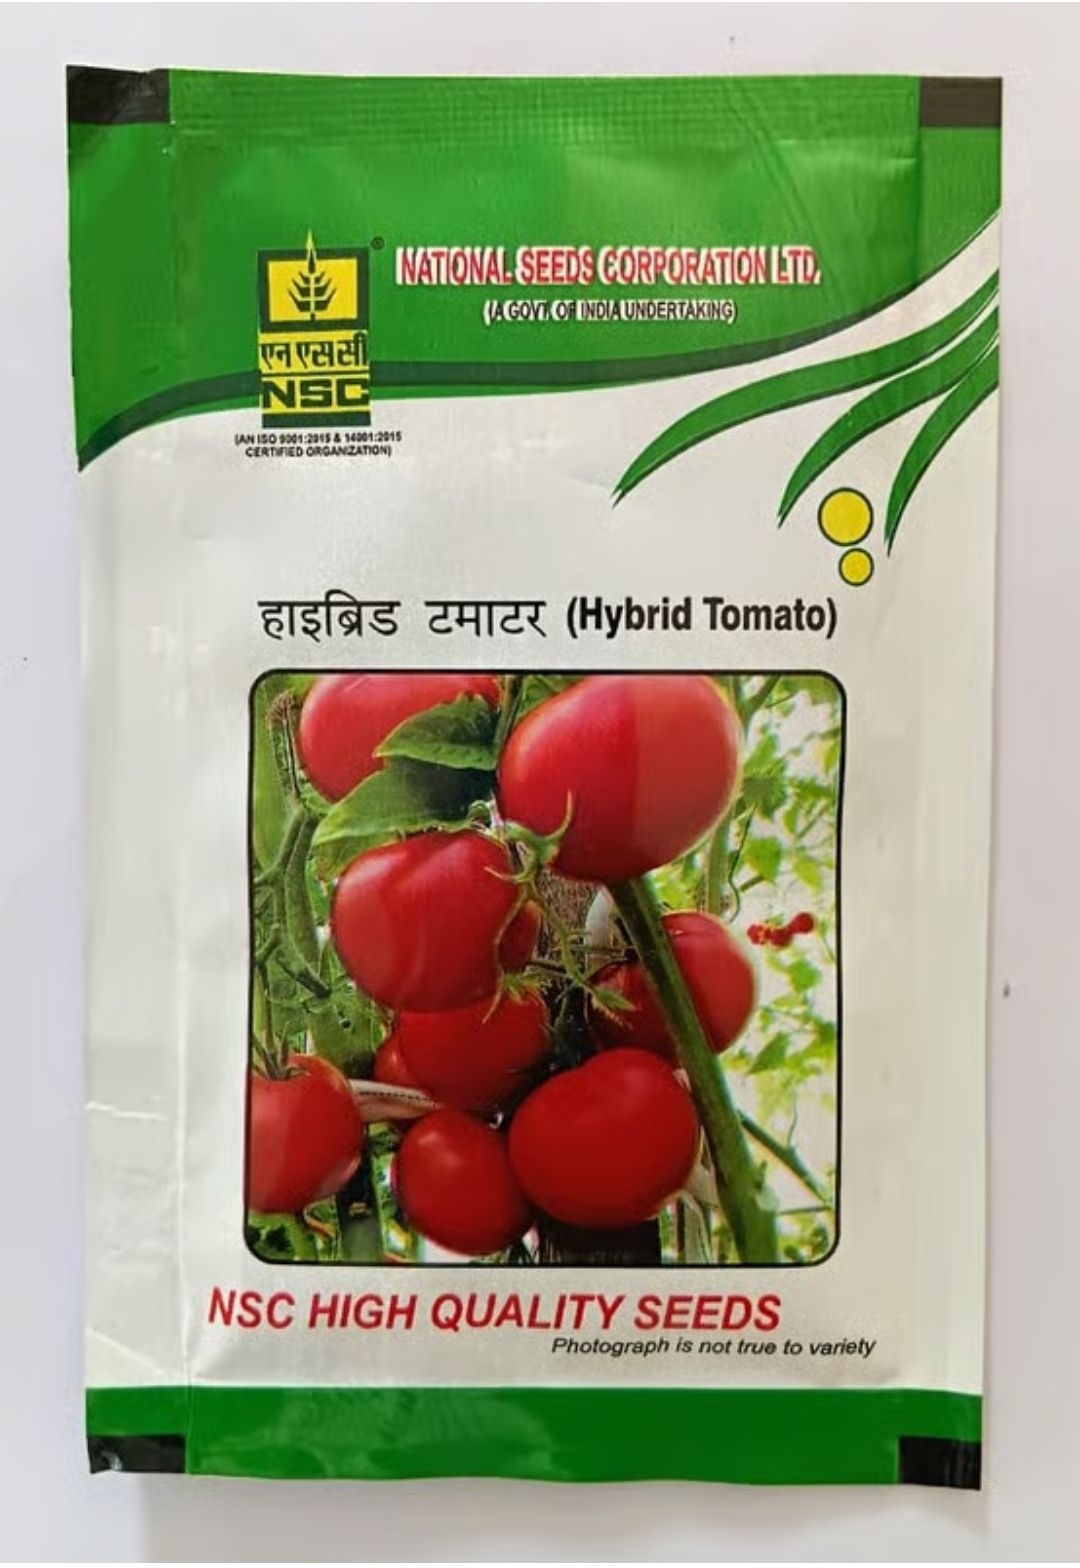 NATIONAL SEEDS CORPORATION LTD.
(A GOVT. OF INDIA UNDERTAKING)
®
एन एस सी
NSC
(AN ISO 9001:2015 & 14001:2015
CERTIFIED ORGANIZATION)
हाइब्रिड टमाटर (Hybrid Tomato)
NSC HIGH QUALITY SEEDS
Photograph is not true to variety